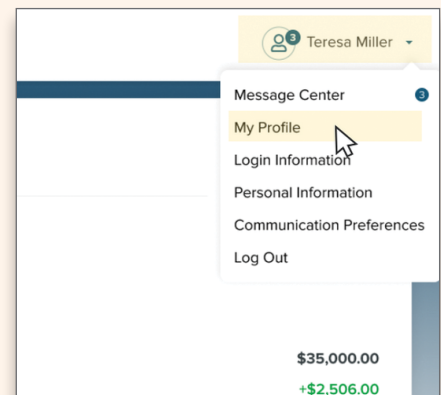 3 Teresa Miller
Message Center 3
My Profile
Login Information
Personal Information
Communication Preferences
Log Out
$35,000.00
+$2,506.00